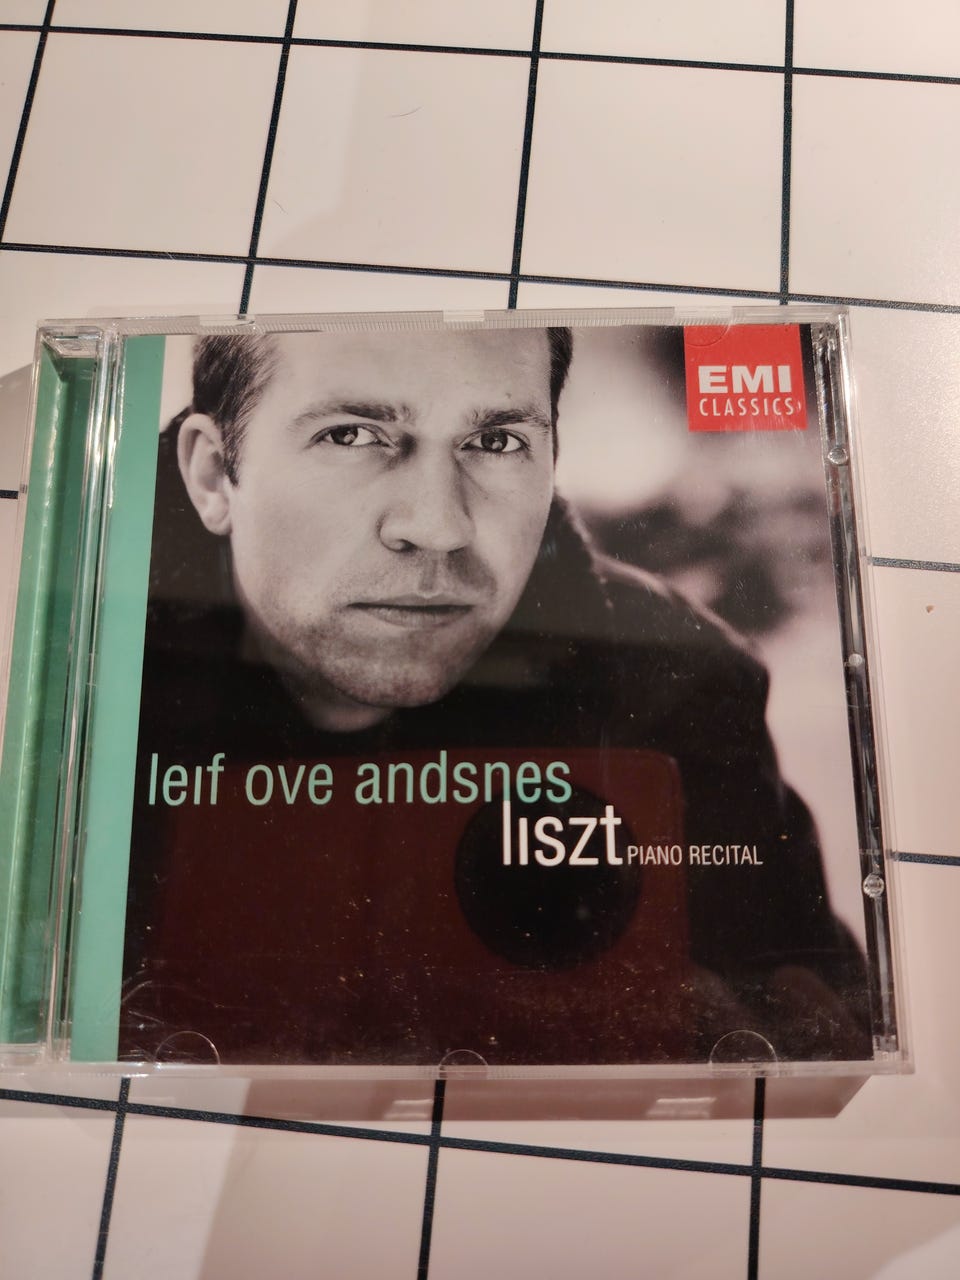 EMI
CLASSICS
leif ove andsnes
liszt PIANO RECITAL